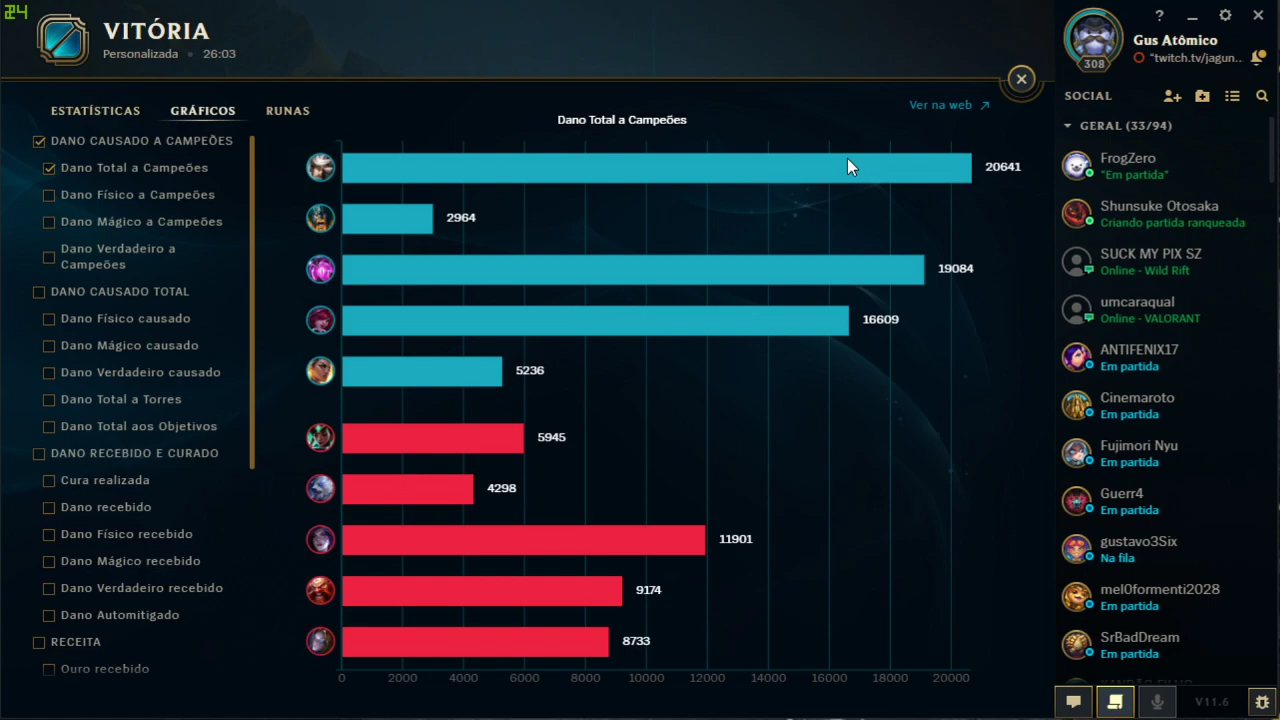 24
VITÓRIA
Personalizada • 26:03
ESTATÍSTICAS GRÁFICOS RUNAS
Ver na web
DANO CAUSADO A CAMPEÕES
Dano Total a Campeões
Dano Físico a Campeões
Dano Mágico a Campeões
Dano Verdadeiro a
Campeões
DANO CAUSADO TOTAL
Dano Físico causado
Dano Mágico causado
Dano Verdadeiro causado
Dano Total a Torres
Dano Total aos Objetivos
DANO RECEBIDO E CURADO
Cura realizada
Dano recebido
Dano Físico recebido
Dano Mágico recebido
Dano Verdadeiro recebido
Dano Automitigado
RECEITA
Ouro recebido
Dano Total a Campeões
20641
2964
19084
16609
5236
5945
4298
11901
9174
8733
0 2000 4000 6000 8000 10000 12000 14000 16000 18000 20000
?
Gus Atômico
308
"twitch.tv/jagun...
SOCIAL
GERAL (33/94)
FrogZero
"Em partida"
Shunsuke Otosaka
Criando partida ranqueada
SUCK MY PIX SZ
Online - Wild Rift
umcaraqual
Online - VALORANT
ANTIFENIX17
Em partida
Cinemaroto
Em partida
Fujimori Nyu
Em partida
Guerr4
Em partida
gustavo3Six
Na fila
mel0formenti2028
Em partida
SrBadDream
Em partida
V11.6